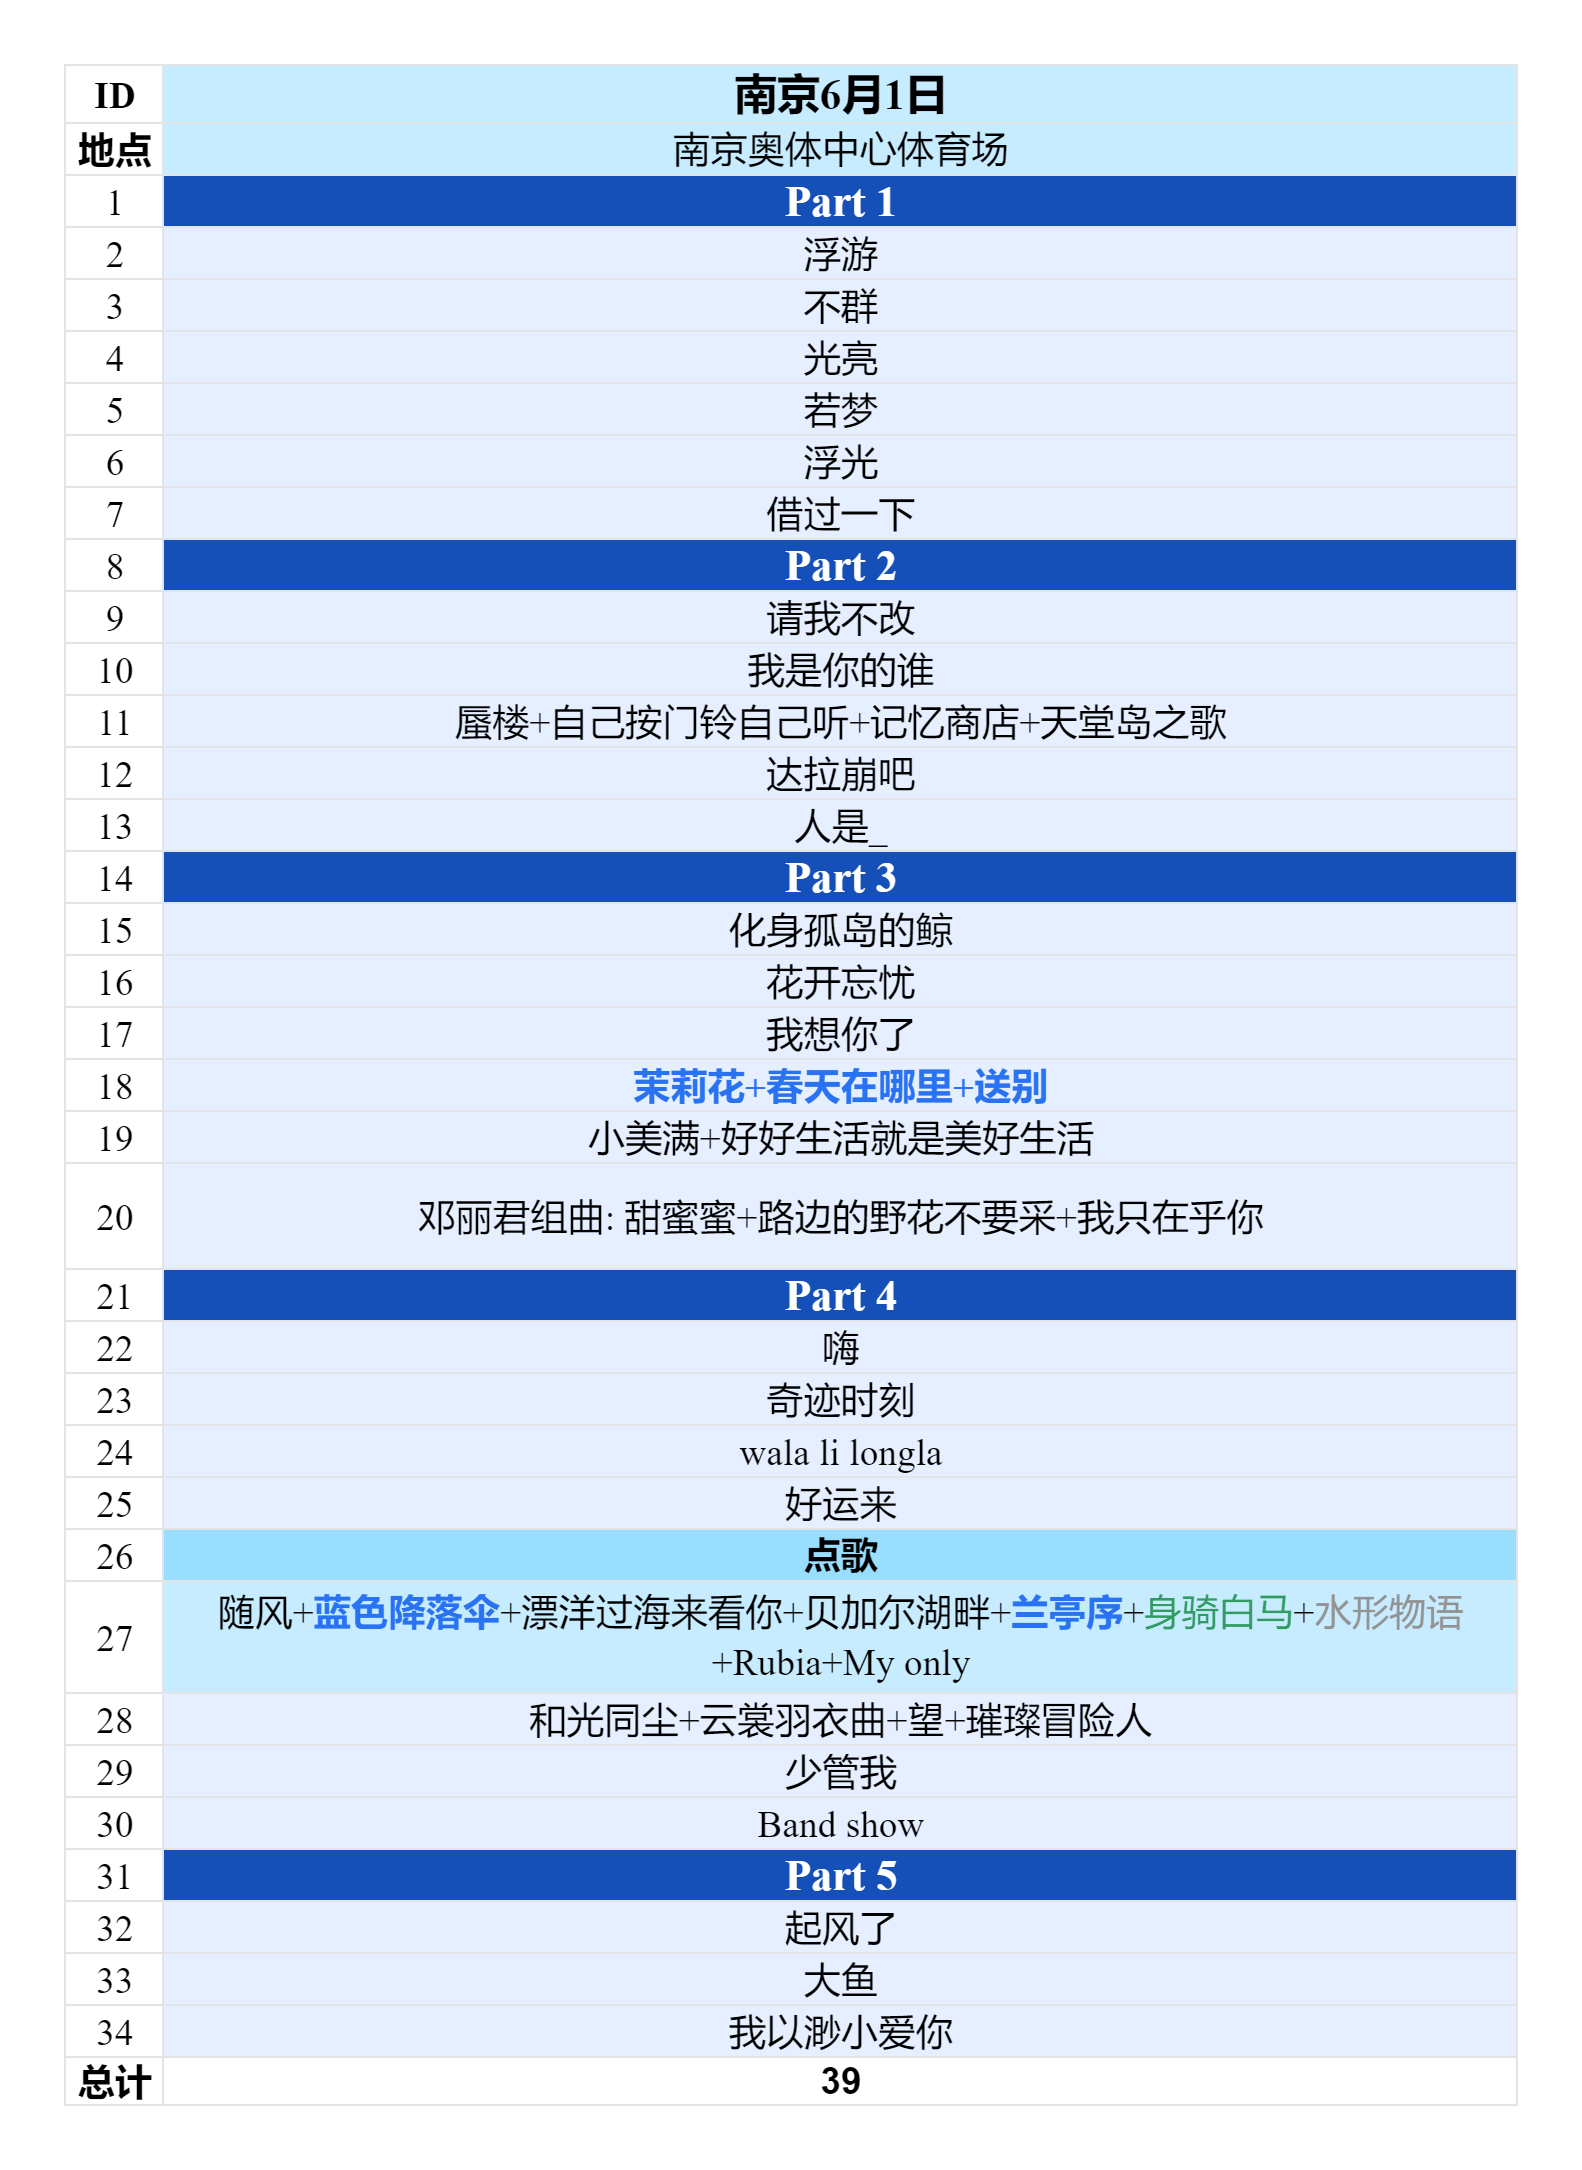 ID 南京6月1日
地点 南京奥体中心体育场
1 Part 1
2 浮游
3 不群
4 光亮
5 若梦
6 浮光
7 借过一下
8 Part 2
9 请我不改
10 我是你的谁
11 蜃楼+自己按门铃自己听+记忆商店+天堂岛之歌
12 达拉崩吧
13 人是_
14 Part 3
15 化身孤岛的鲸
16 花开忘忧
17 我想你了
18 茉莉花+春天在哪里+送别
19 小美满+好好生活就是美好生活
20 邓丽君组曲: 甜蜜蜜+路边的野花不要采+我只在乎你
21 Part 4
22 嗨
23 奇迹时刻
24 wala li longla
25 好运来
26 点歌
27 随风+蓝色降落伞+漂洋过海来看你+贝加尔湖畔+兰亭序+身骑白马+水形物语
+Rubia+My only
28 和光同尘+云裳羽衣曲+望+璀璨冒险人
29 少管我
30 Band show
31 Part 5
32 起风了
33 大鱼
34 我以渺小爱你
总计 39